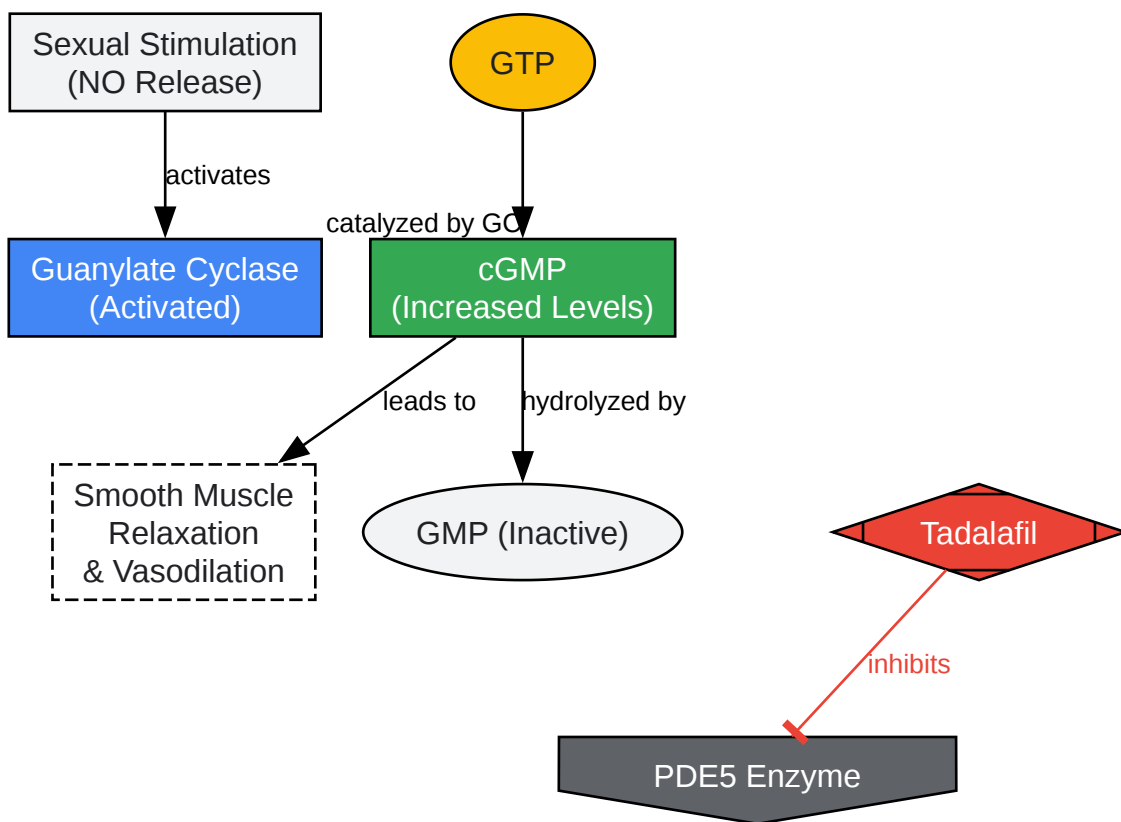 Sexual Stimulation
(NO Release)
GTP
activates
catalyzed by GC
Guanylate Cyclase
(Activated)
cGMP
(Increased Levels)
leads to
hydrolyzed by
Smooth Muscle
Relaxation
& Vasodilation
GMP (Inactive)
Tadalafil
inhibits
PDE5 Enzyme